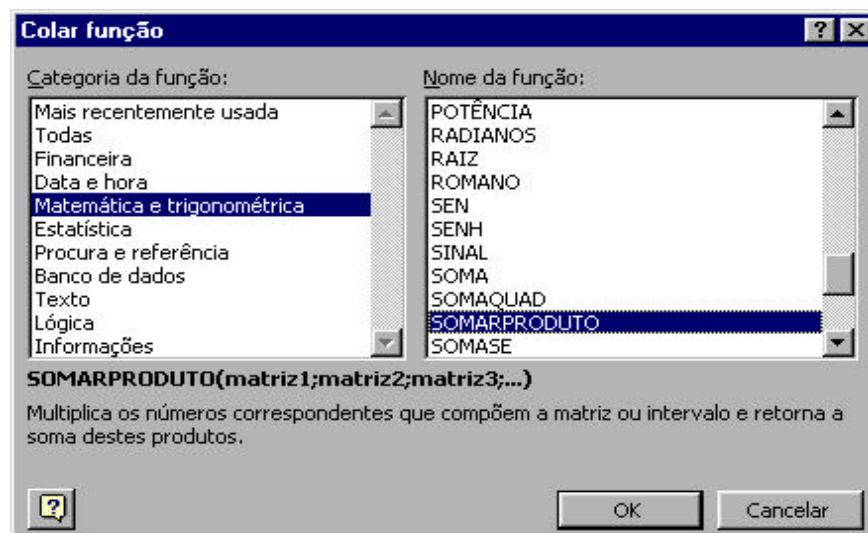 Colar função
Categoria da função:
Mais recentemente usada
Todas
Financeira
Data e hora
Matemática e trigonométrica
Estatística
Procura e referência
Banco de dados
Texto
Lógica
Informações
Nome da função:
POTÊNCIA
RADIANOS
RAIZ
ROMANO
SEN
SENH
SINAL
SOMA
SOMAQUAD
SOMARPRODUTO
SOMASE
SOMARPRODUTO(matriz1;matriz2;matriz3;...)
Multiplica os números correspondentes que compõem a matriz ou intervalo e retorna a
soma destes produtos.
OK
Cancelar